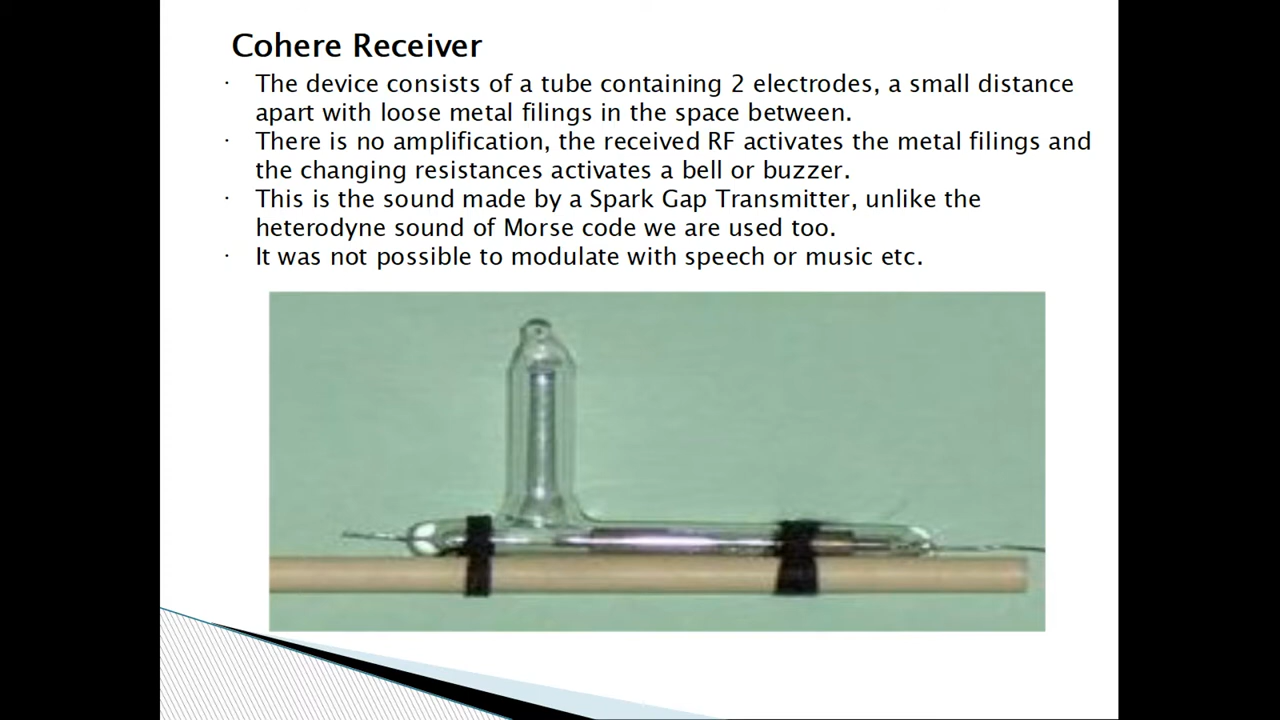 Cohere Receiver
· The device consists of a tube containing 2 electrodes, a small distance
apart with loose metal filings in the space between.
· There is no amplification, the received RF activates the metal filings and
the changing resistances activates a bell or buzzer.
· This is the sound made by a Spark Gap Transmitter, unlike the
heterodyne sound of Morse code we are used too.
· It was not possible to modulate with speech or music etc.